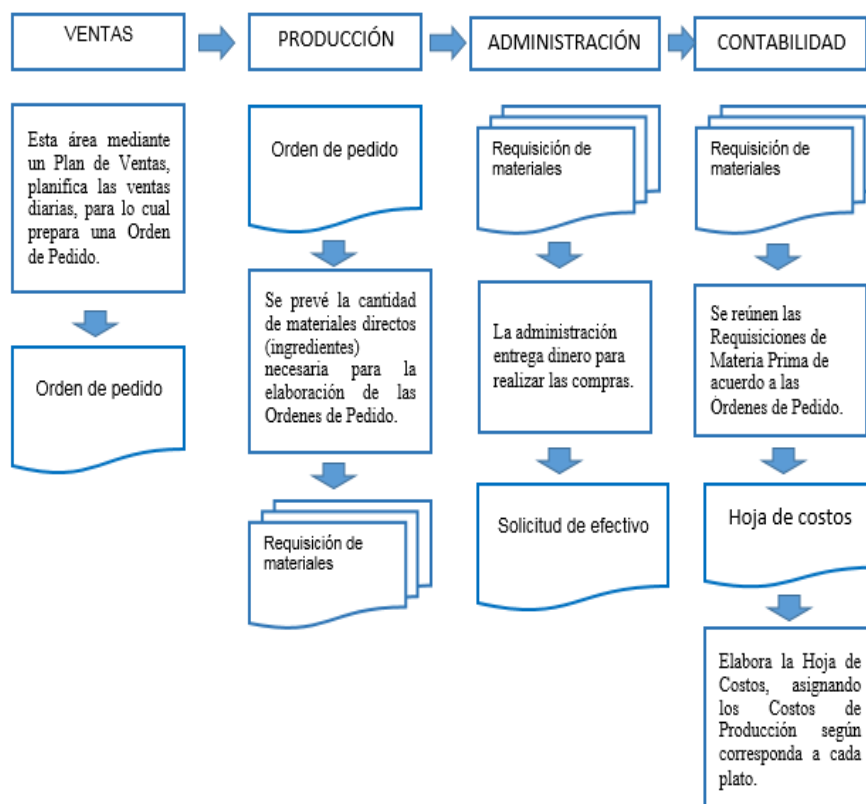 VENTAS
PRODUCCIÓN
ADMINISTRACIÓN
CONTABILIDAD
Esta área mediante
un Plan de Ventas,
planifica las ventas
diarias, para lo cual
prepara una Orden
de Pedido.
Orden de pedido
Orden de pedido
Se prevé la cantidad
de materiales directos
(ingredientes)
necesaria para la
elaboración de las
Ordenes de Pedido.
Requisición de
materiales
Requisición de
materiales
La administración
entrega dinero para
realizar las compras.
Solicitud de efectivo
Requisición de
materiales
Se reúnen las
Requisiciones de
Materia Prima de
acuerdo a las
Órdenes de Pedido.
Hoja de costos
Elabora la Hoja de
Costos, asignando
los Costos de
Producción según
corresponda a cada
plato.